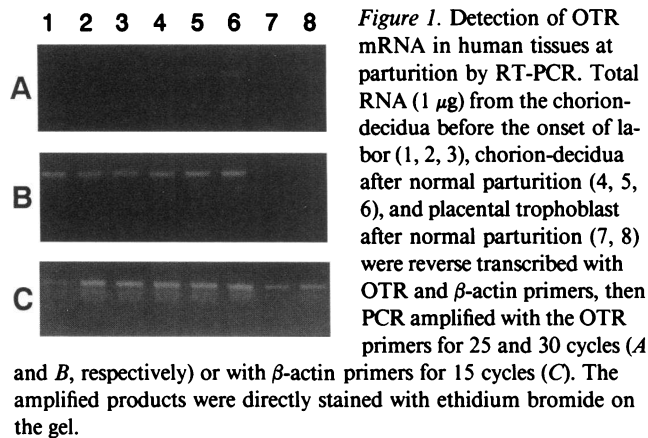 1 2 3 4 5 6 7 8
A
B
C
Figure 1. Detection of OTR
mRNA in human tissues at
parturition by RT-PCR. Total
RNA (1 μg) from the chorion-
decidua before the onset of la-
bor (1, 2, 3), chorion-decidua
after normal parturition (4, 5,
6), and placental trophoblast
after normal parturition (7, 8)
were reverse transcribed with
OTR and β-actin primers, then
PCR amplified with the OTR
primers for 25 and 30 cycles (A
and B, respectively) or with β-actin primers for 15 cycles (C). The
amplified products were directly stained with ethidium bromide on
the gel.